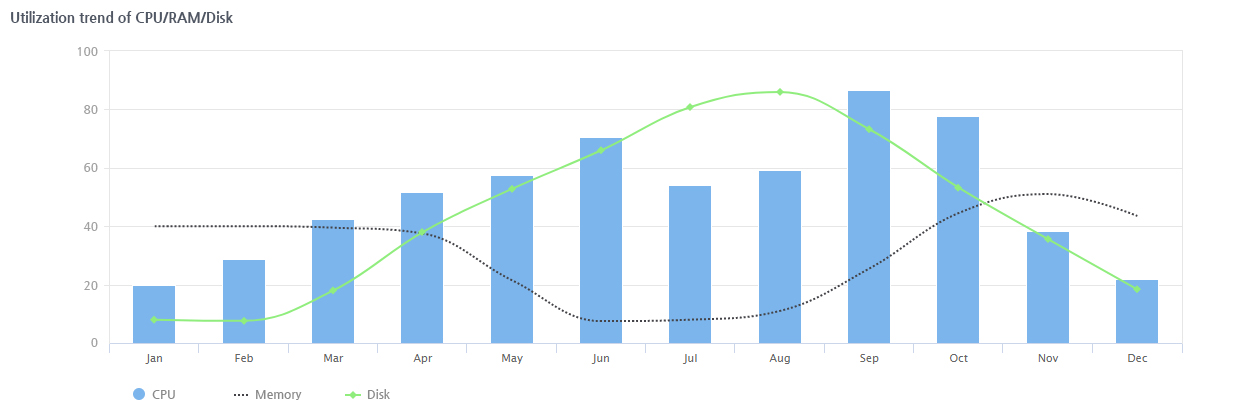 Utilization trend of CPU/RAM/Disk
100
80
60
40
20
0
Jan Feb Mar Apr May Jun Jul Aug Sep Oct Nov Dec
CPU Memory Disk